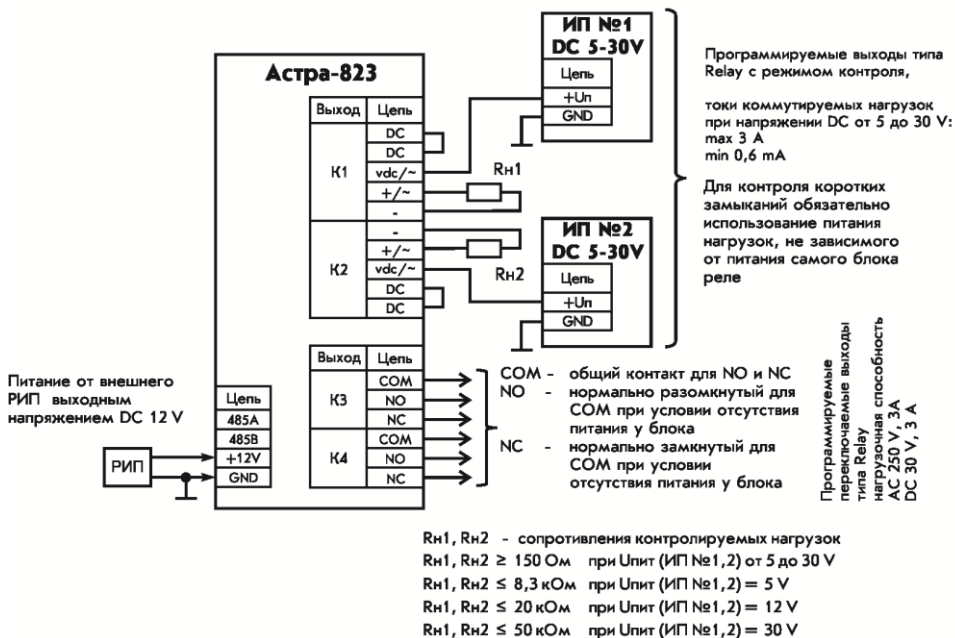 ИП №1
DC 5-30V
Цепь
+Uп
GND
Астра-823
Выход Цепь
K1
DC
DC
vdc/~
+/~
-
K2
-
+/~
vdc/~
DC
DC
Rн1
Rн2
ИП №2
DC 5-30V
Цепь
+Uп
GND
Программируемые выходы типа
Relay с режимом контроля,
токи коммутируемых нагрузок
при напряжении DC от 5 до 30 V:
max 3 A
min 0,6 mA
Для контроля коротких
замыканий обязательно
использование питания
нагрузок, не зависимого
от питания самого блока
реле
Питание от внешнего
РИП выходным
напряжением DC 12 V
РИП
Цепь
485A
485B
+12V
GND
Выход Цепь
K3
COM
NO
NC
K4
COM
NO
NC
COM - общий контакт для NO и NC
NO - нормально разомкнутый для
COM при условии отсутствия
питания у блока
NC - нормально замкнутый для
COM при условии
отсутствия питания у блока
Программируемые
переключаемые выходы
типа Relay
нагрузочная способность
AC 250 V, 3A
DC 30 V, 3 A
Rн1, Rн2 - сопротивления контролируемых нагрузок
Rн1, Rн2 ≥ 150 Ом при Uпит (ИП №1,2) от 5 до 30 V
Rн1, Rн2 ≤ 8,3 кОм при Uпит (ИП №1,2) = 5 V
Rн1, Rн2 ≤ 20 кОм при Uпит (ИП №1,2) = 12 V
Rн1, Rн2 ≤ 50 кОм при Uпит (ИП №1,2) = 30 V